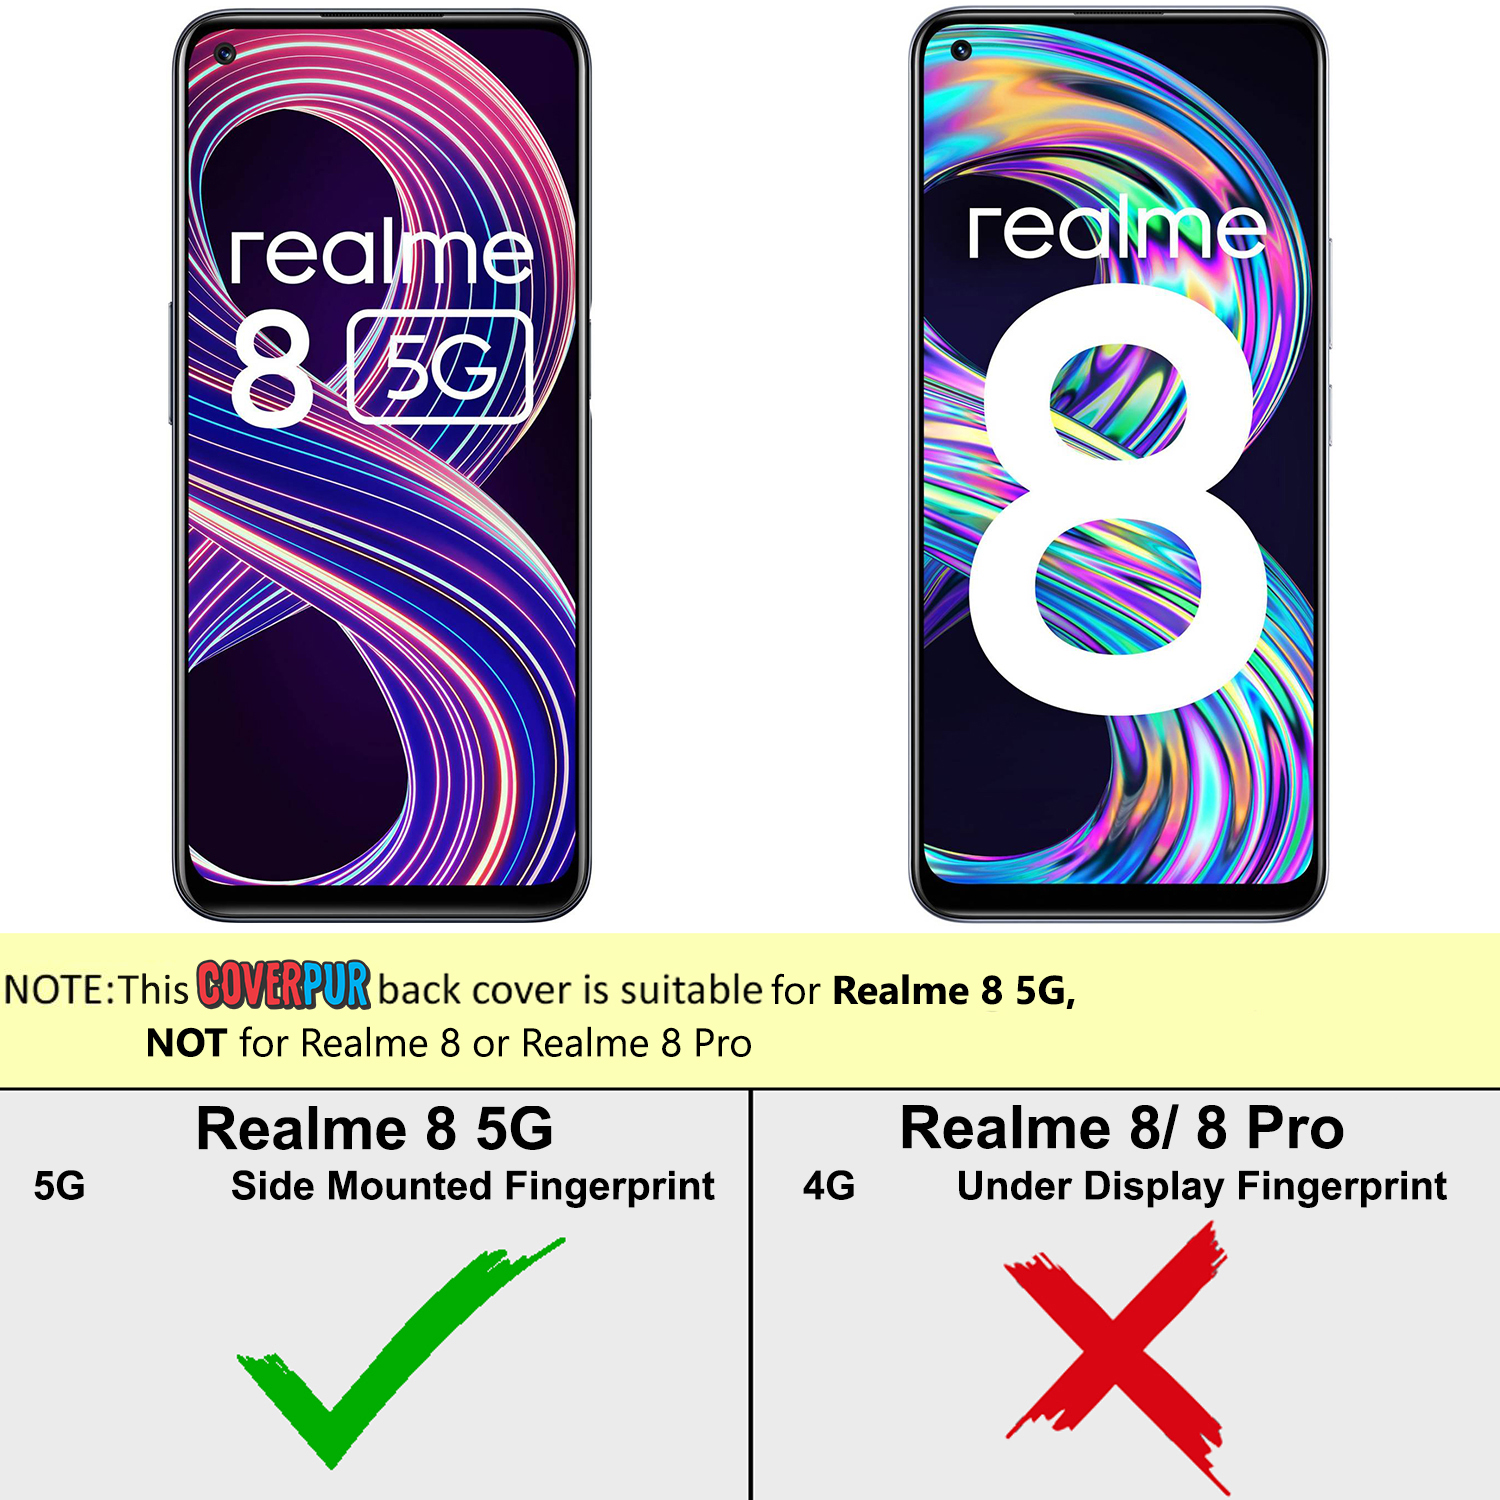 realme
8 5G
realme
8
NOTE: This COVERPUR back cover is suitable for Realme 8 5G,
NOT for Realme 8 or Realme 8 Pro
Realme 8 5G
5G Side Mounted Fingerprint
Realme 8/ 8 Pro
4G Under Display Fingerprint